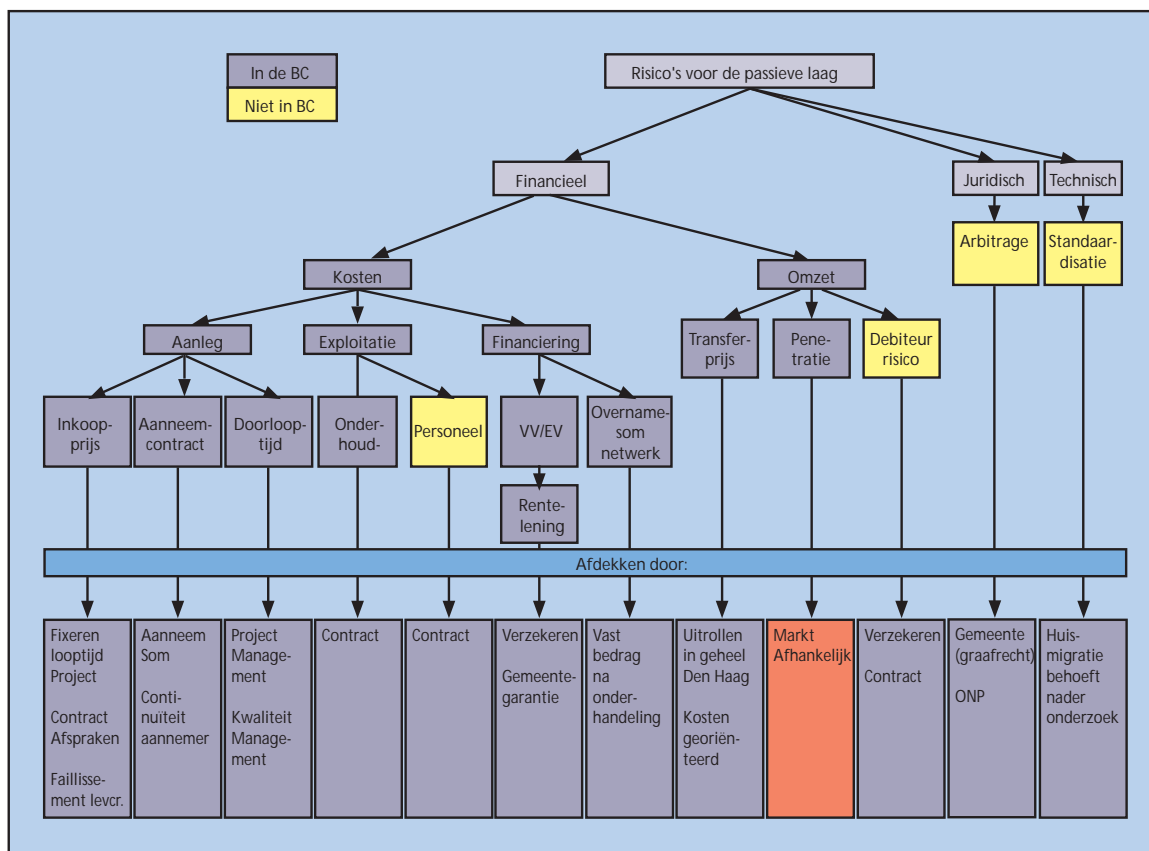 In de BC
Niet in BC
Risico's voor de passieve laag
Financieel
Juridisch
Technisch
Arbitrage
Standaar-
disatie
Kosten
Omzet
Aanleg
Exploitatie
Financiering
Transfer-
prijs
Pene-
tratie
Debiteur
risico
Inkoop-
prijs
Aanneem-
contract
Doorloop-
tijd
Onder-
houd-
Personeel
VV/EV
Overname-
som
netwerk
Rente-
lening
Afdekken door:
Fixeren
looptijd
Project
Contract
Afspraken
Faillisse-
ment levcr.
Aanneem
Som
Conti-
nuïteit
aannemer
Project
Manage-
ment
Kwaliteit
Manage-
ment
Contract
Contract
Verzekeren
Gemeente-
garantie
Vast
bedrag
na
onder-
handeling
Uitrollen
in geheel
Den Haag
Kosten
georiën-
teerd
Markt
Afhankelijk
Verzekeren
Contract
Gemeente
(graafrecht)
ONP
Huis-
migratie
behoeft
nader
onderzoek